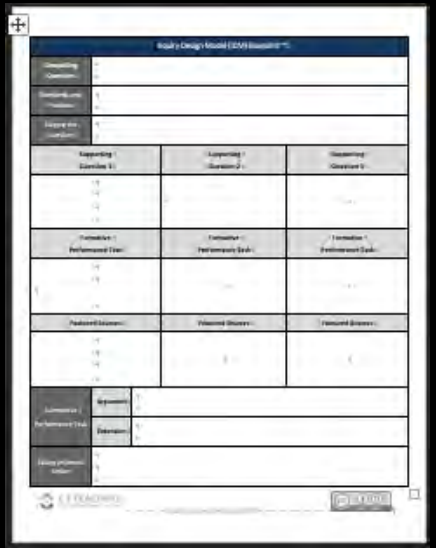 Inquiry Design Model (IDM) Blueprint™
Compelling
Question
Standards and
Practices
Staging the
Question
Supporting
Question 1
Supporting
Question 2
Supporting
Question 3
Formative
Performance Task
Formative
Performance Task
Formative
Performance Task
Featured Sources
Featured Sources
Featured Sources
Summative
Performance Task
Argument
Extension
Taking Informed
Action
C3 TEACHERS